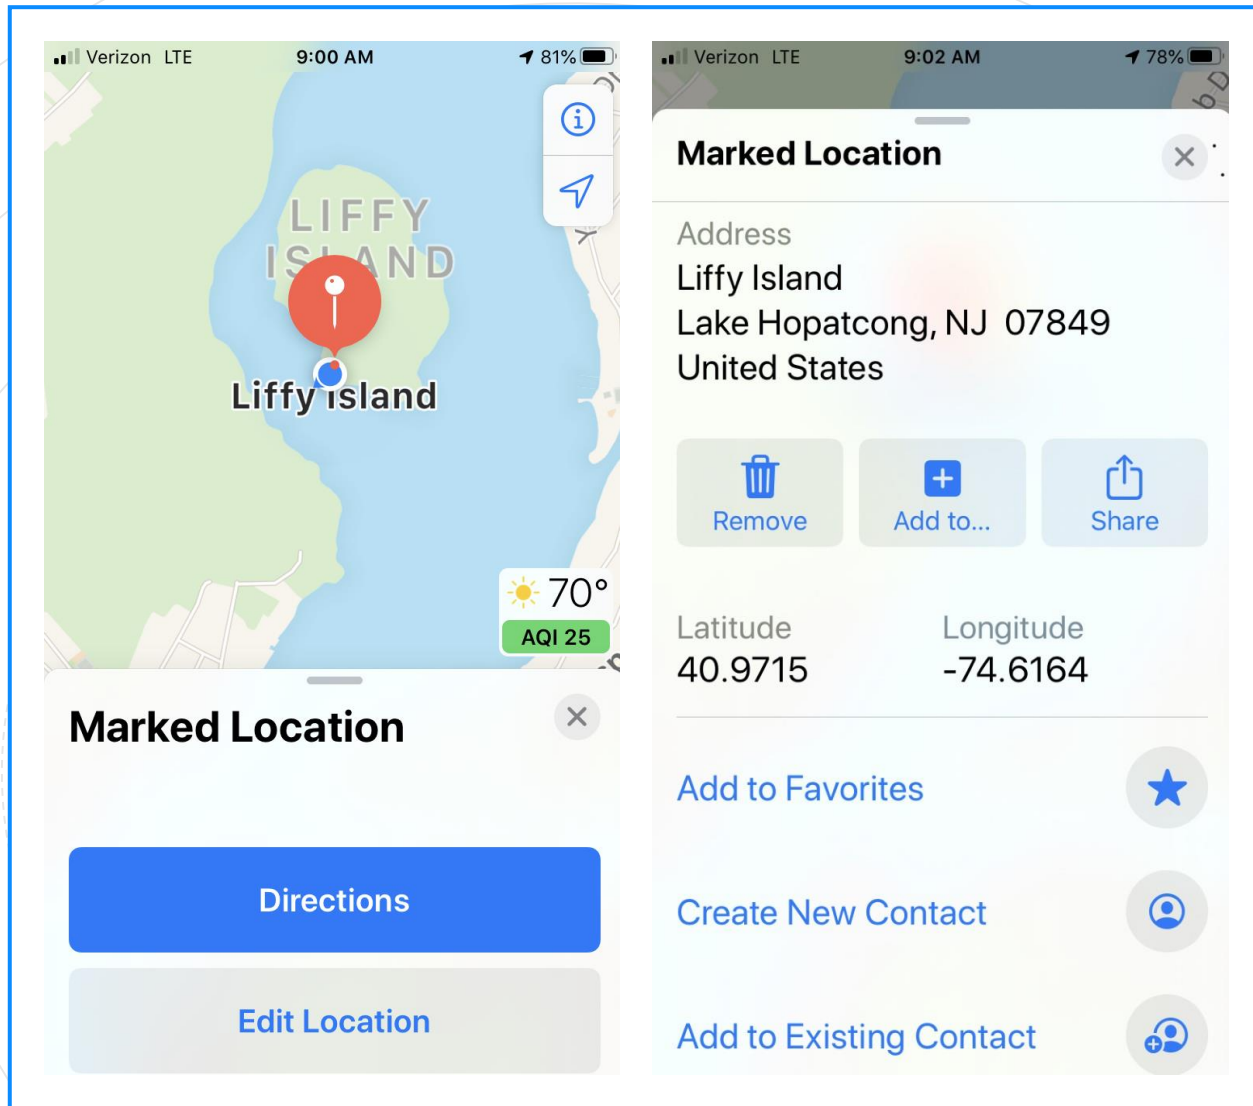 Verizon LTE 9:00 AM 81%
LIFFY
ISLAND
Liffy Island
70°
AQI 25
Marked Location
Directions
Edit Location
Verizon LTE 9:02 AM 78%
b D
Marked Location
Address
Liffy Island
Lake Hopatcong, NJ 07849
United States
Remove Add to... Share
Latitude Longitude
40.9715 -74.6164
Add to Favorites
Create New Contact
Add to Existing Contact